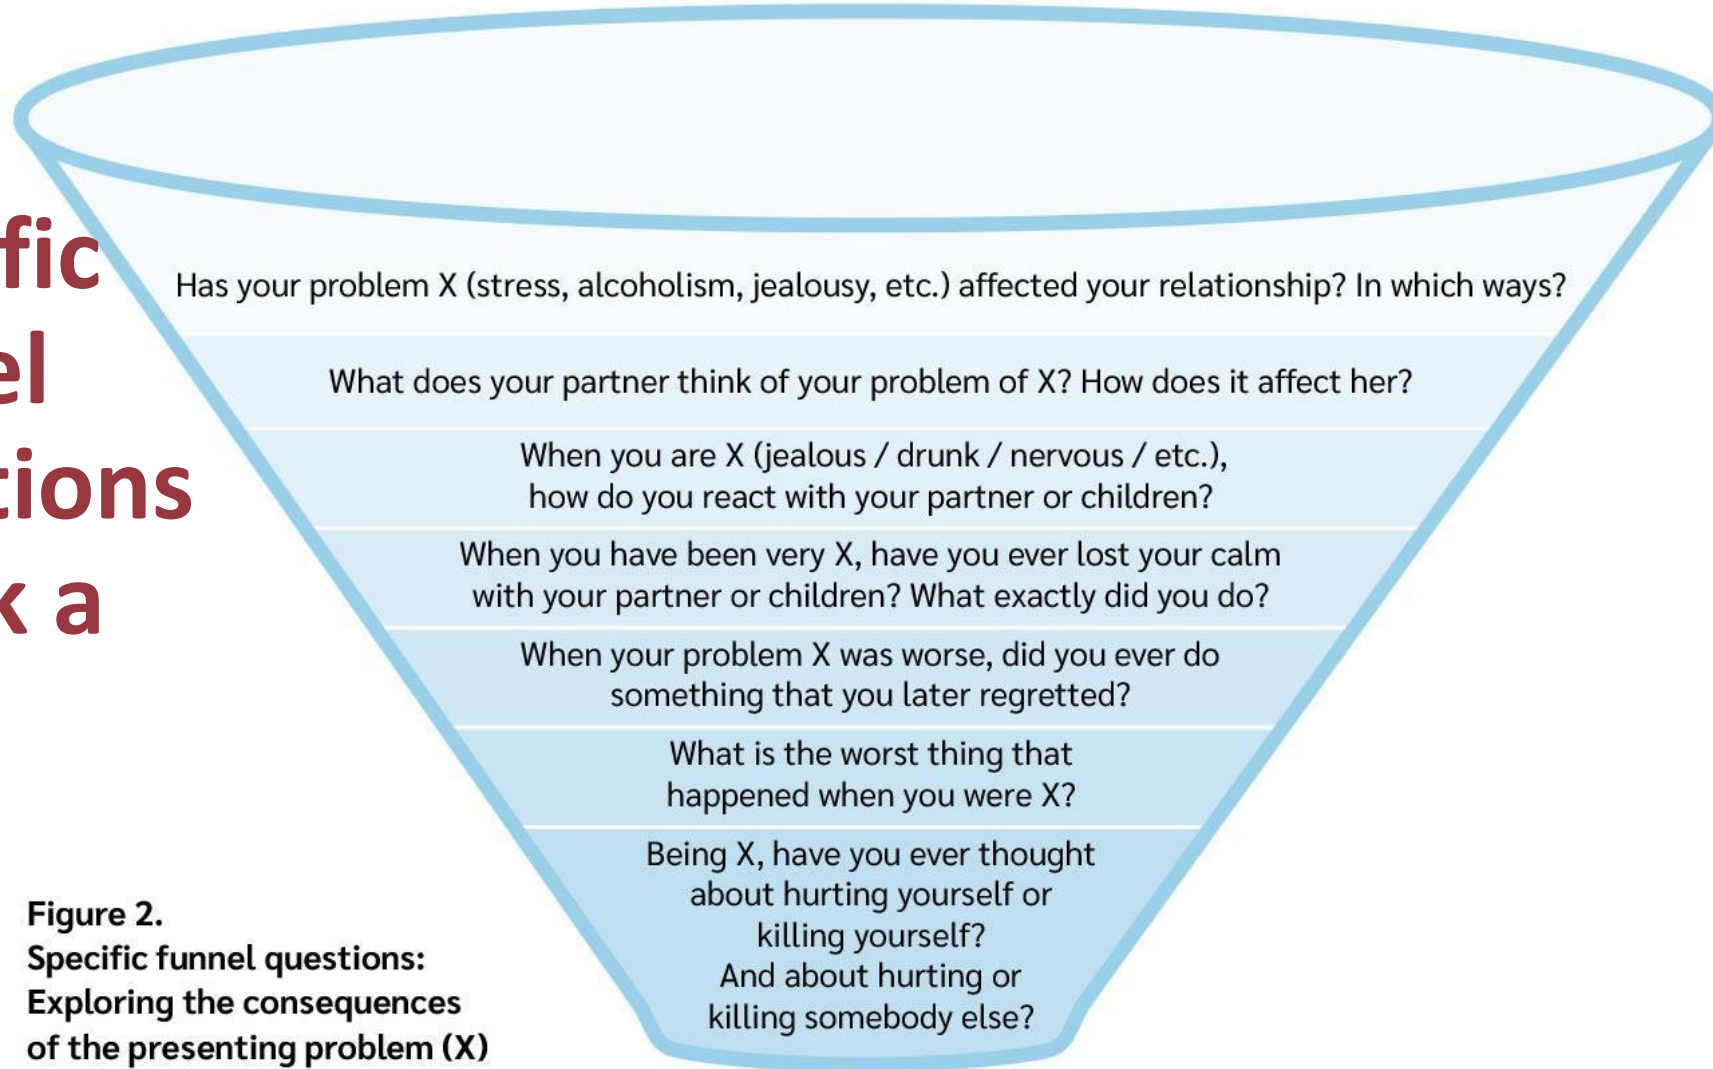 fic
el
tions
k a
Has your problem X (stress, alcoholism, jealousy, etc.) affected your relationship? In which ways?
What does your partner think of your problem of X? How does it affect her?
When you are X (jealous / drunk / nervous / etc.),
how do you react with your partner or children?
When you have been very X, have you ever lost your calm
with your partner or children? What exactly did you do?
When your problem X was worse, did you ever do
something that you later regretted?
What is the worst thing that
happened when you were X?
Being X, have you ever thought
about hurting yourself or
killing yourself?
And about hurting or
killing somebody else?
Figure 2.
Specific funnel questions:
Exploring the consequences
of the presenting problem (X)